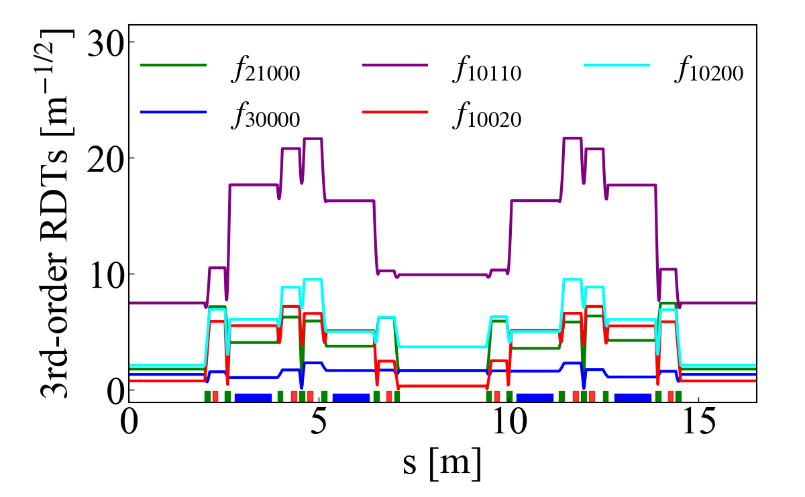 3rd-order RDTs [m⁻¹/²]
30
20
10
0
f₂₁₀₀₀ f₁₀₁₁₀ f₁₀₂₀₀
f₃₀₀₀₀ f₁₀₀₂₀
0 5 10 15
s [m]